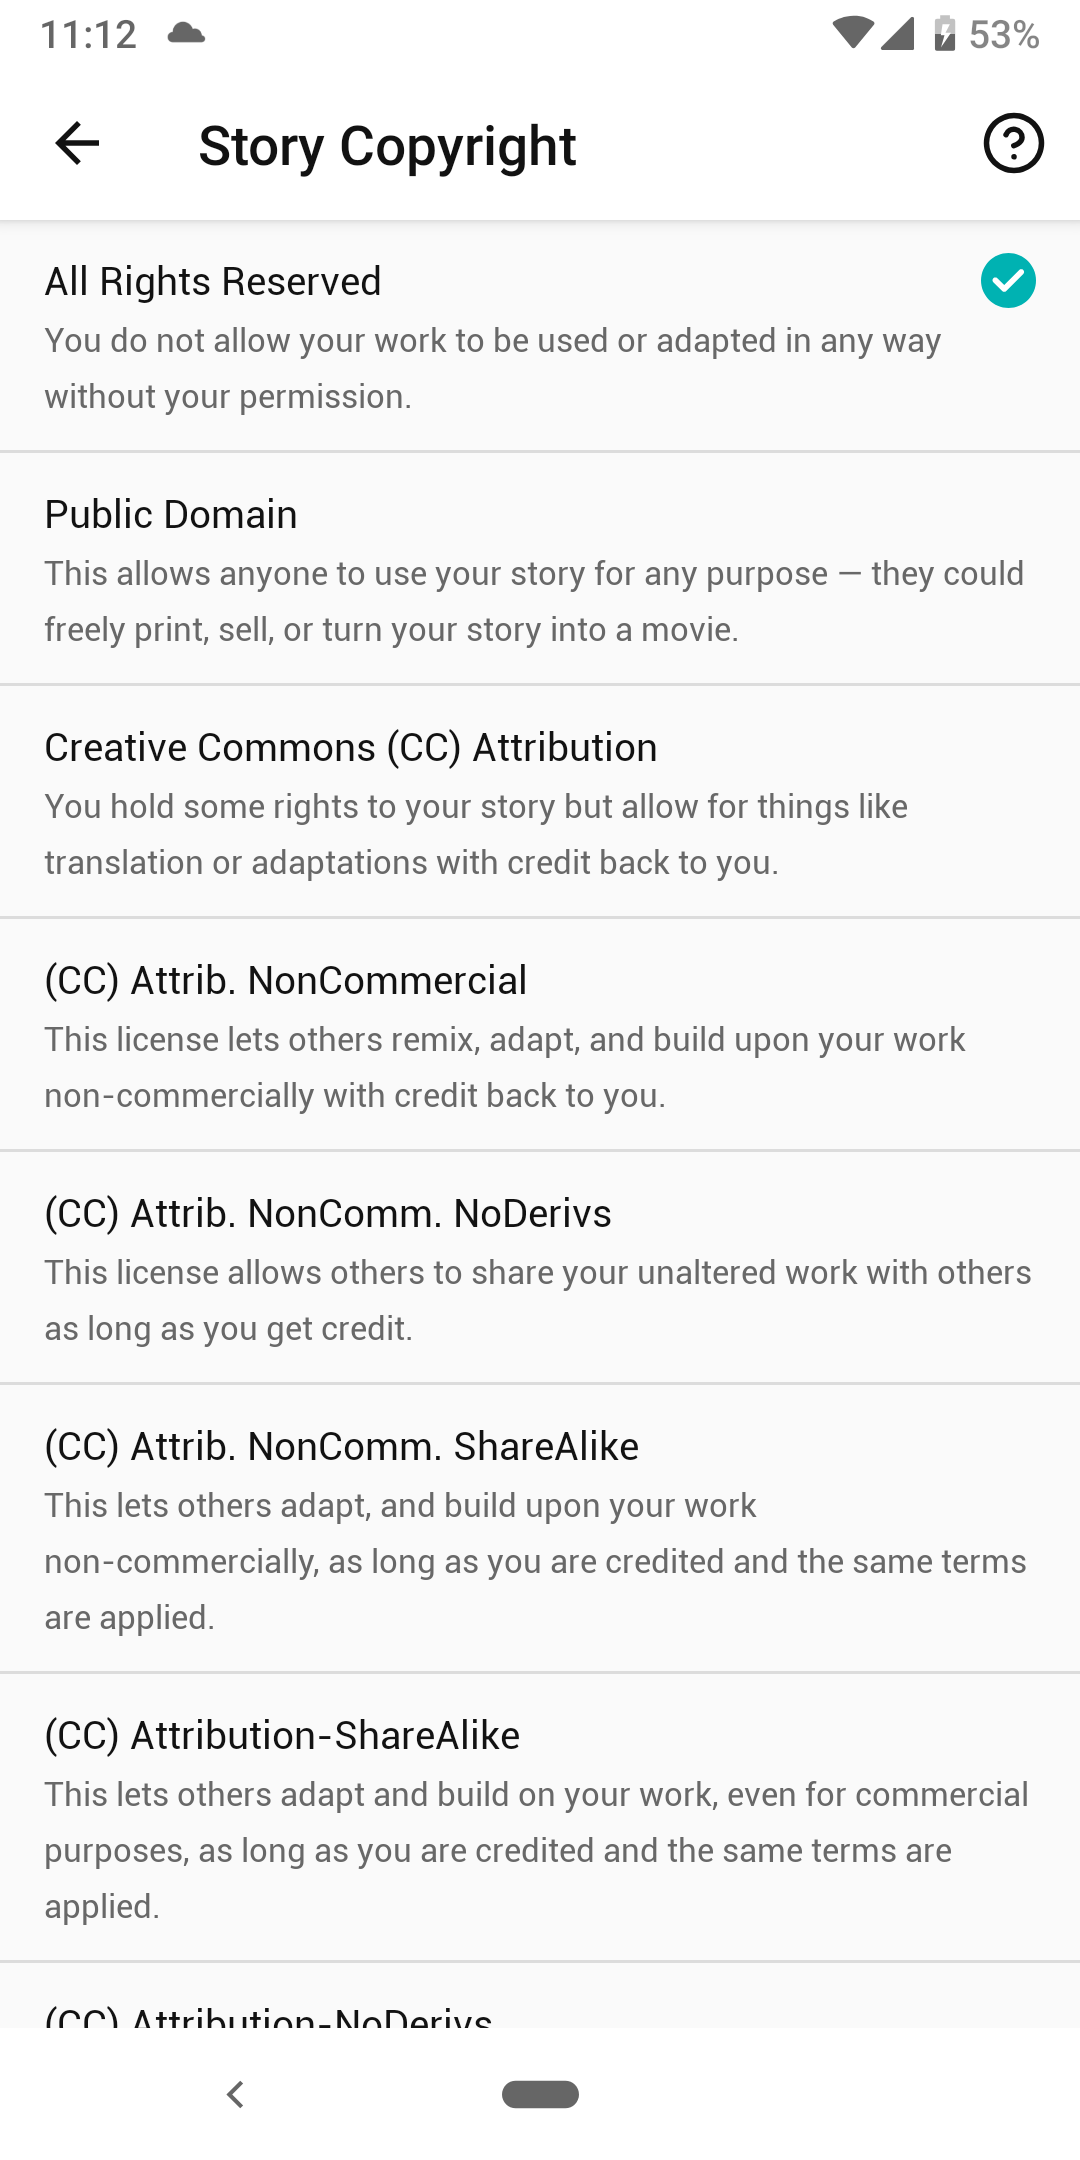 11:12
53%
Story Copyright
All Rights Reserved
You do not allow your work to be used or adapted in any way
without your permission.
Public Domain
This allows anyone to use your story for any purpose — they could
freely print, sell, or turn your story into a movie.
Creative Commons (CC) Attribution
You hold some rights to your story but allow for things like
translation or adaptations with credit back to you.
(CC) Attrib. NonCommercial
This license lets others remix, adapt, and build upon your work
non-commercially with credit back to you.
(CC) Attrib. NonComm. NoDerivs
This license allows others to share your unaltered work with others
as long as you get credit.
(CC) Attrib. NonComm. ShareAlike
This lets others adapt, and build upon your work
non-commercially, as long as you are credited and the same terms
are applied.
(CC) Attribution-ShareAlike
This lets others adapt and build on your work, even for commercial
purposes, as long as you are credited and the same terms are
applied.
(CC) Attribution-NoDerivs